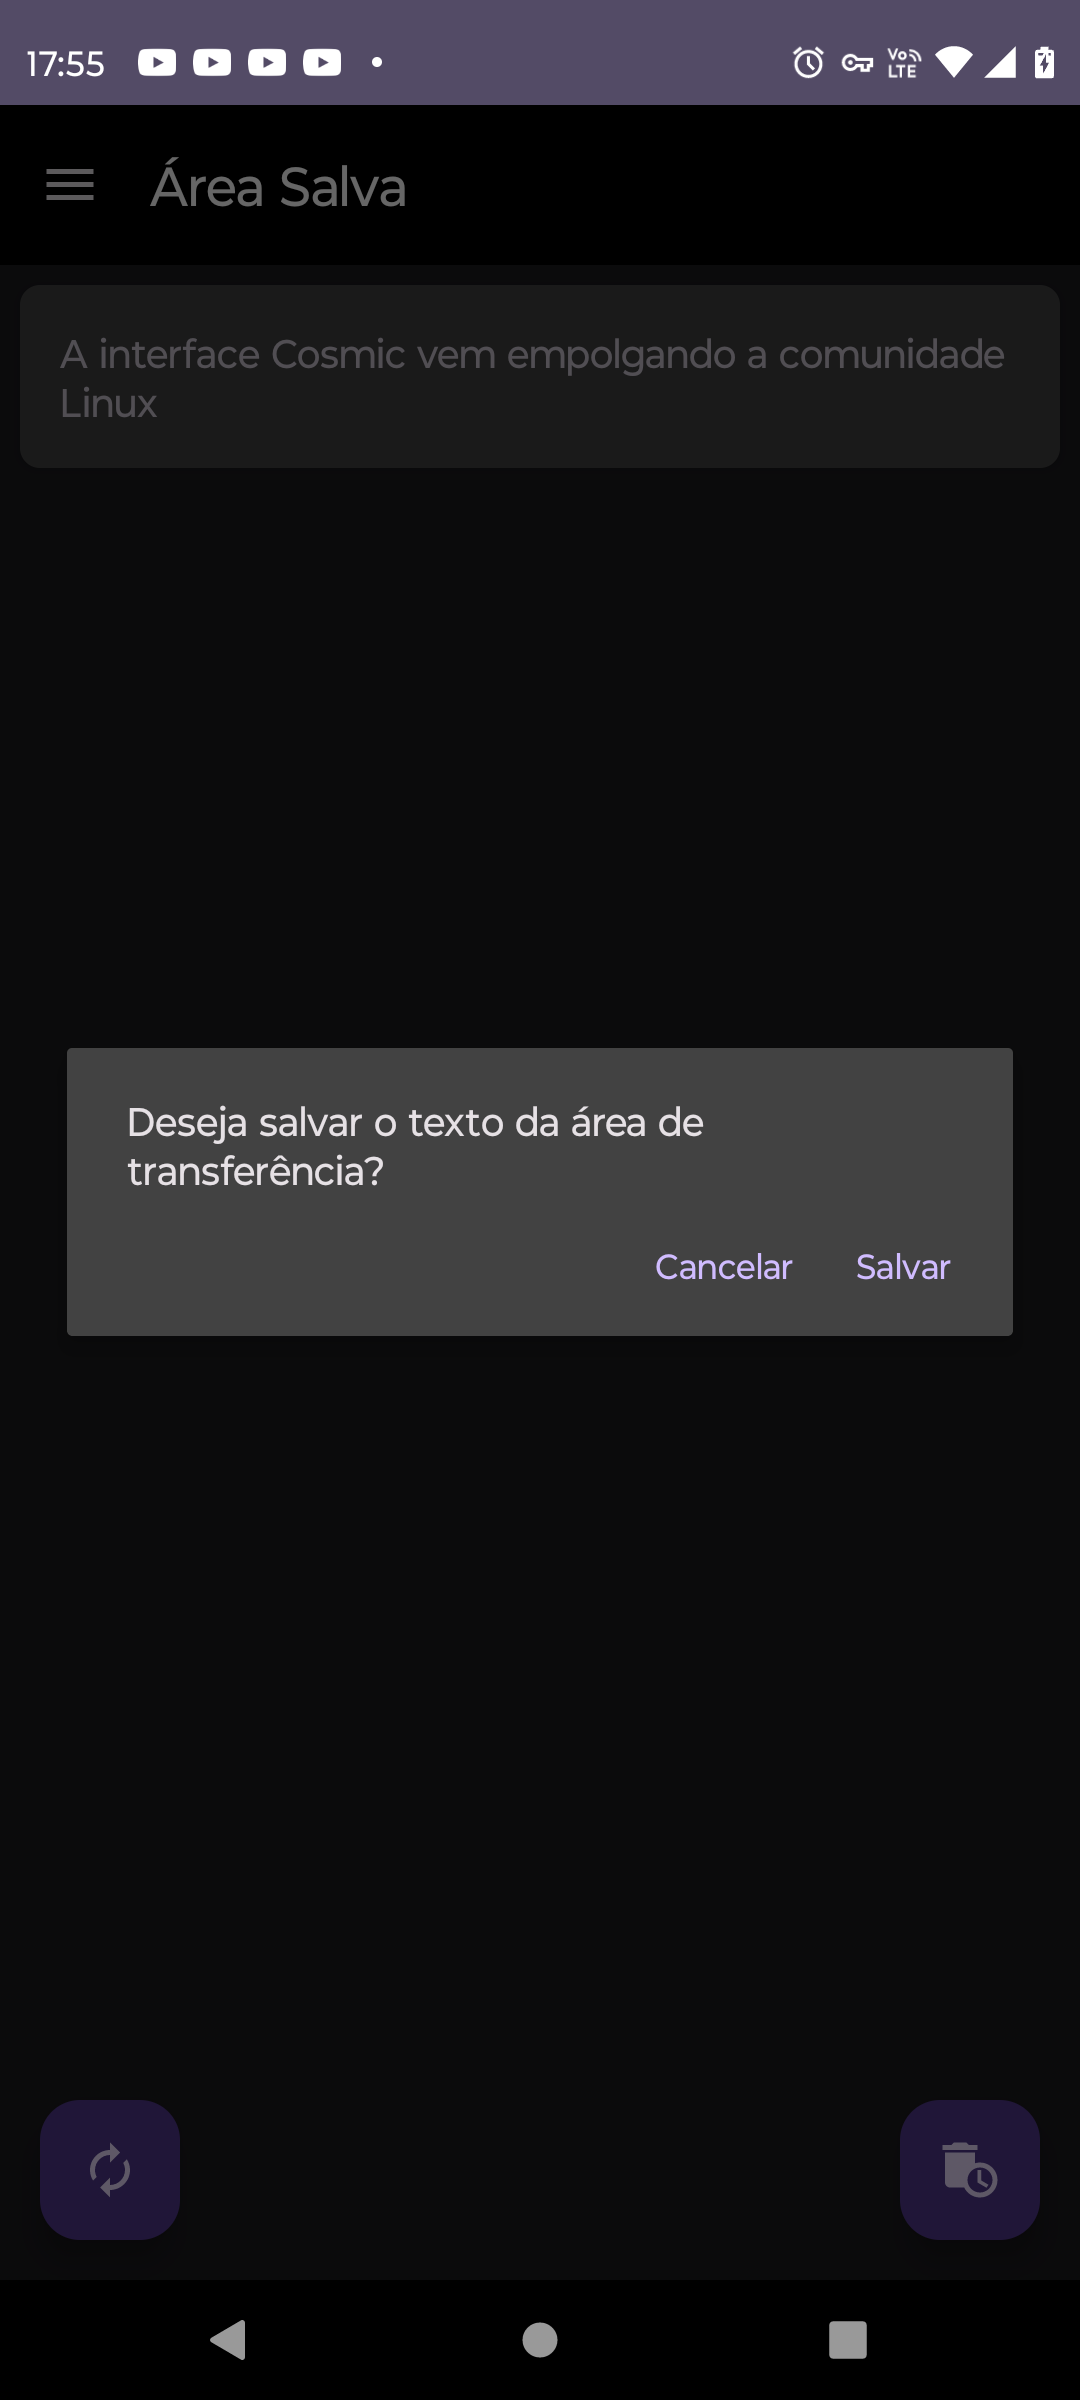 17:55
Vo LTE
Área Salva
A interface Cosmic vem empolgando a comunidade
Linux
Deseja salvar o texto da área de
transferência?
Cancelar Salvar